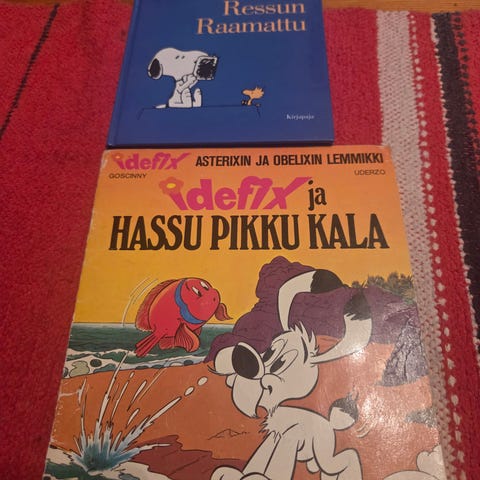 Ressun
Raamattu
Kirjapaja
idefix ASTERIXIN JA OBELIXIN LEMMIKKI
GOSCINNY UDERZO
idefix ja
HASSU PIKKU KALA